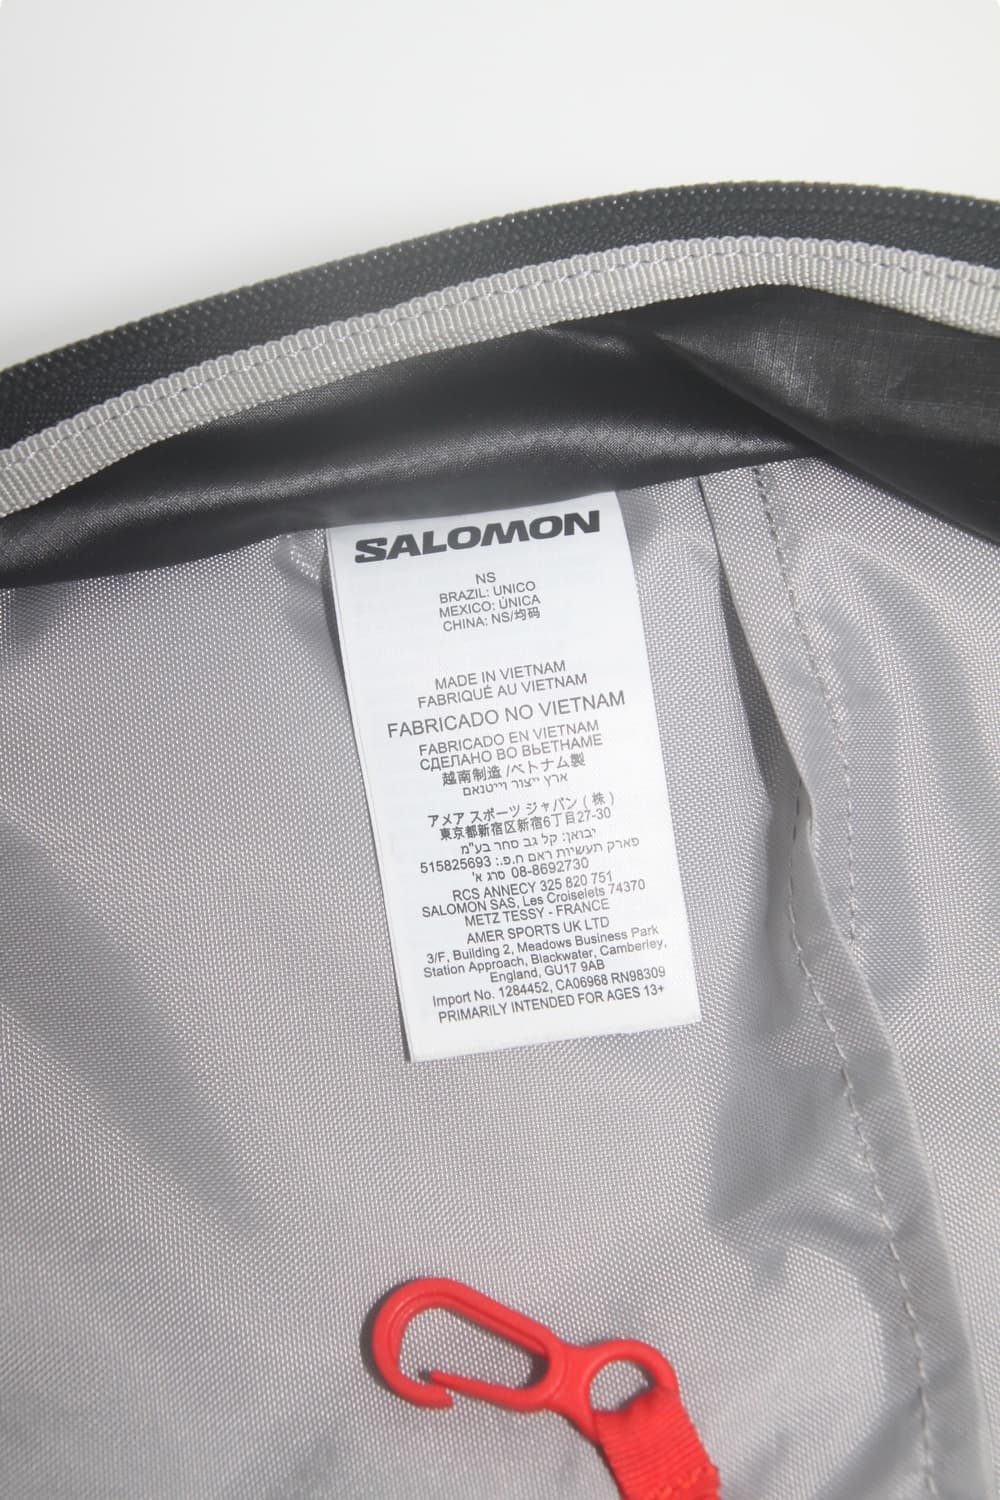 SALOMON
NS
BRAZIL: UNICO
MEXICO: ÚNICA
CHINA: NS/均码
MADE IN VIETNAM
FABRIQUÉ AU VIETNAM
FABRICADO NO VIETNAM
FABRICADO EN VIETNAM
СДЕЛАНО ВО ВЬЕТНАМЕ
越南制造 /ベトナム製
ארץ ייצור וייטנאם
アメア スポーツ ジャパン ( 株 )
東京都新宿区新宿6丁目27-30
יבואן: קל גב סחר בע"מ
פארק תעשיות ראם ח.פ.: 515825693
08-8692730 סרג א'
RCS ANNECY 325 820 751
SALOMON SAS, Les Croiselets 74370
METZ TESSY - FRANCE
AMER SPORTS UK LTD
3/F, Building 2, Meadows Business Park
Station Approach, Blackwater, Camberley,
England, GU17 9AB
Import No. 1284452, CA06968 RN98309
PRIMARILY INTENDED FOR AGES 13+